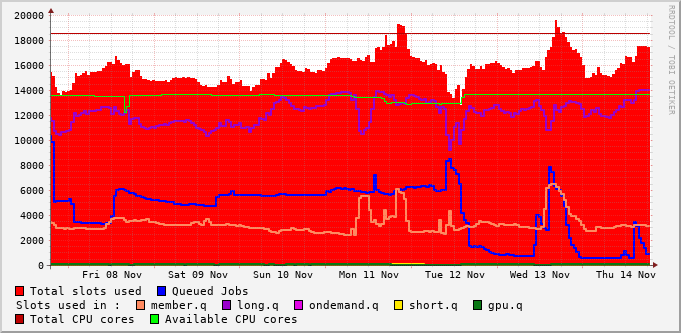 20000
18000
16000
14000
12000
10000
8000
6000
4000
2000
0
Fri 08 Nov Sat 09 Nov Sun 10 Nov Mon 11 Nov Tue 12 Nov Wed 13 Nov Thu 14 Nov
Total slots used Queued Jobs
Slots used in : member.q long.q ondemand.q short.q gpu.q
Total CPU cores Available CPU cores
RRDTOOL / TOBI OETIKER